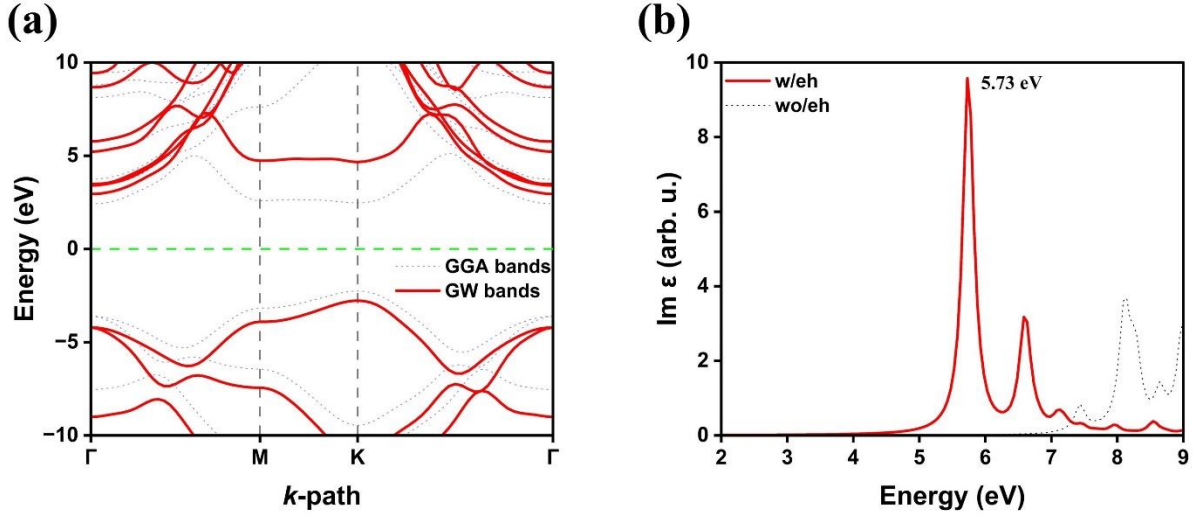 (a)
10
5
0
−5
−10
Energy (eV)
GGA bands
GW bands
Γ
M
K
Γ
k-path
(b)
10
8
6
4
2
0
Im ε (arb. u.)
w/eh
wo/eh
5.73 eV
2
3
4
5
6
7
8
9
Energy (eV)